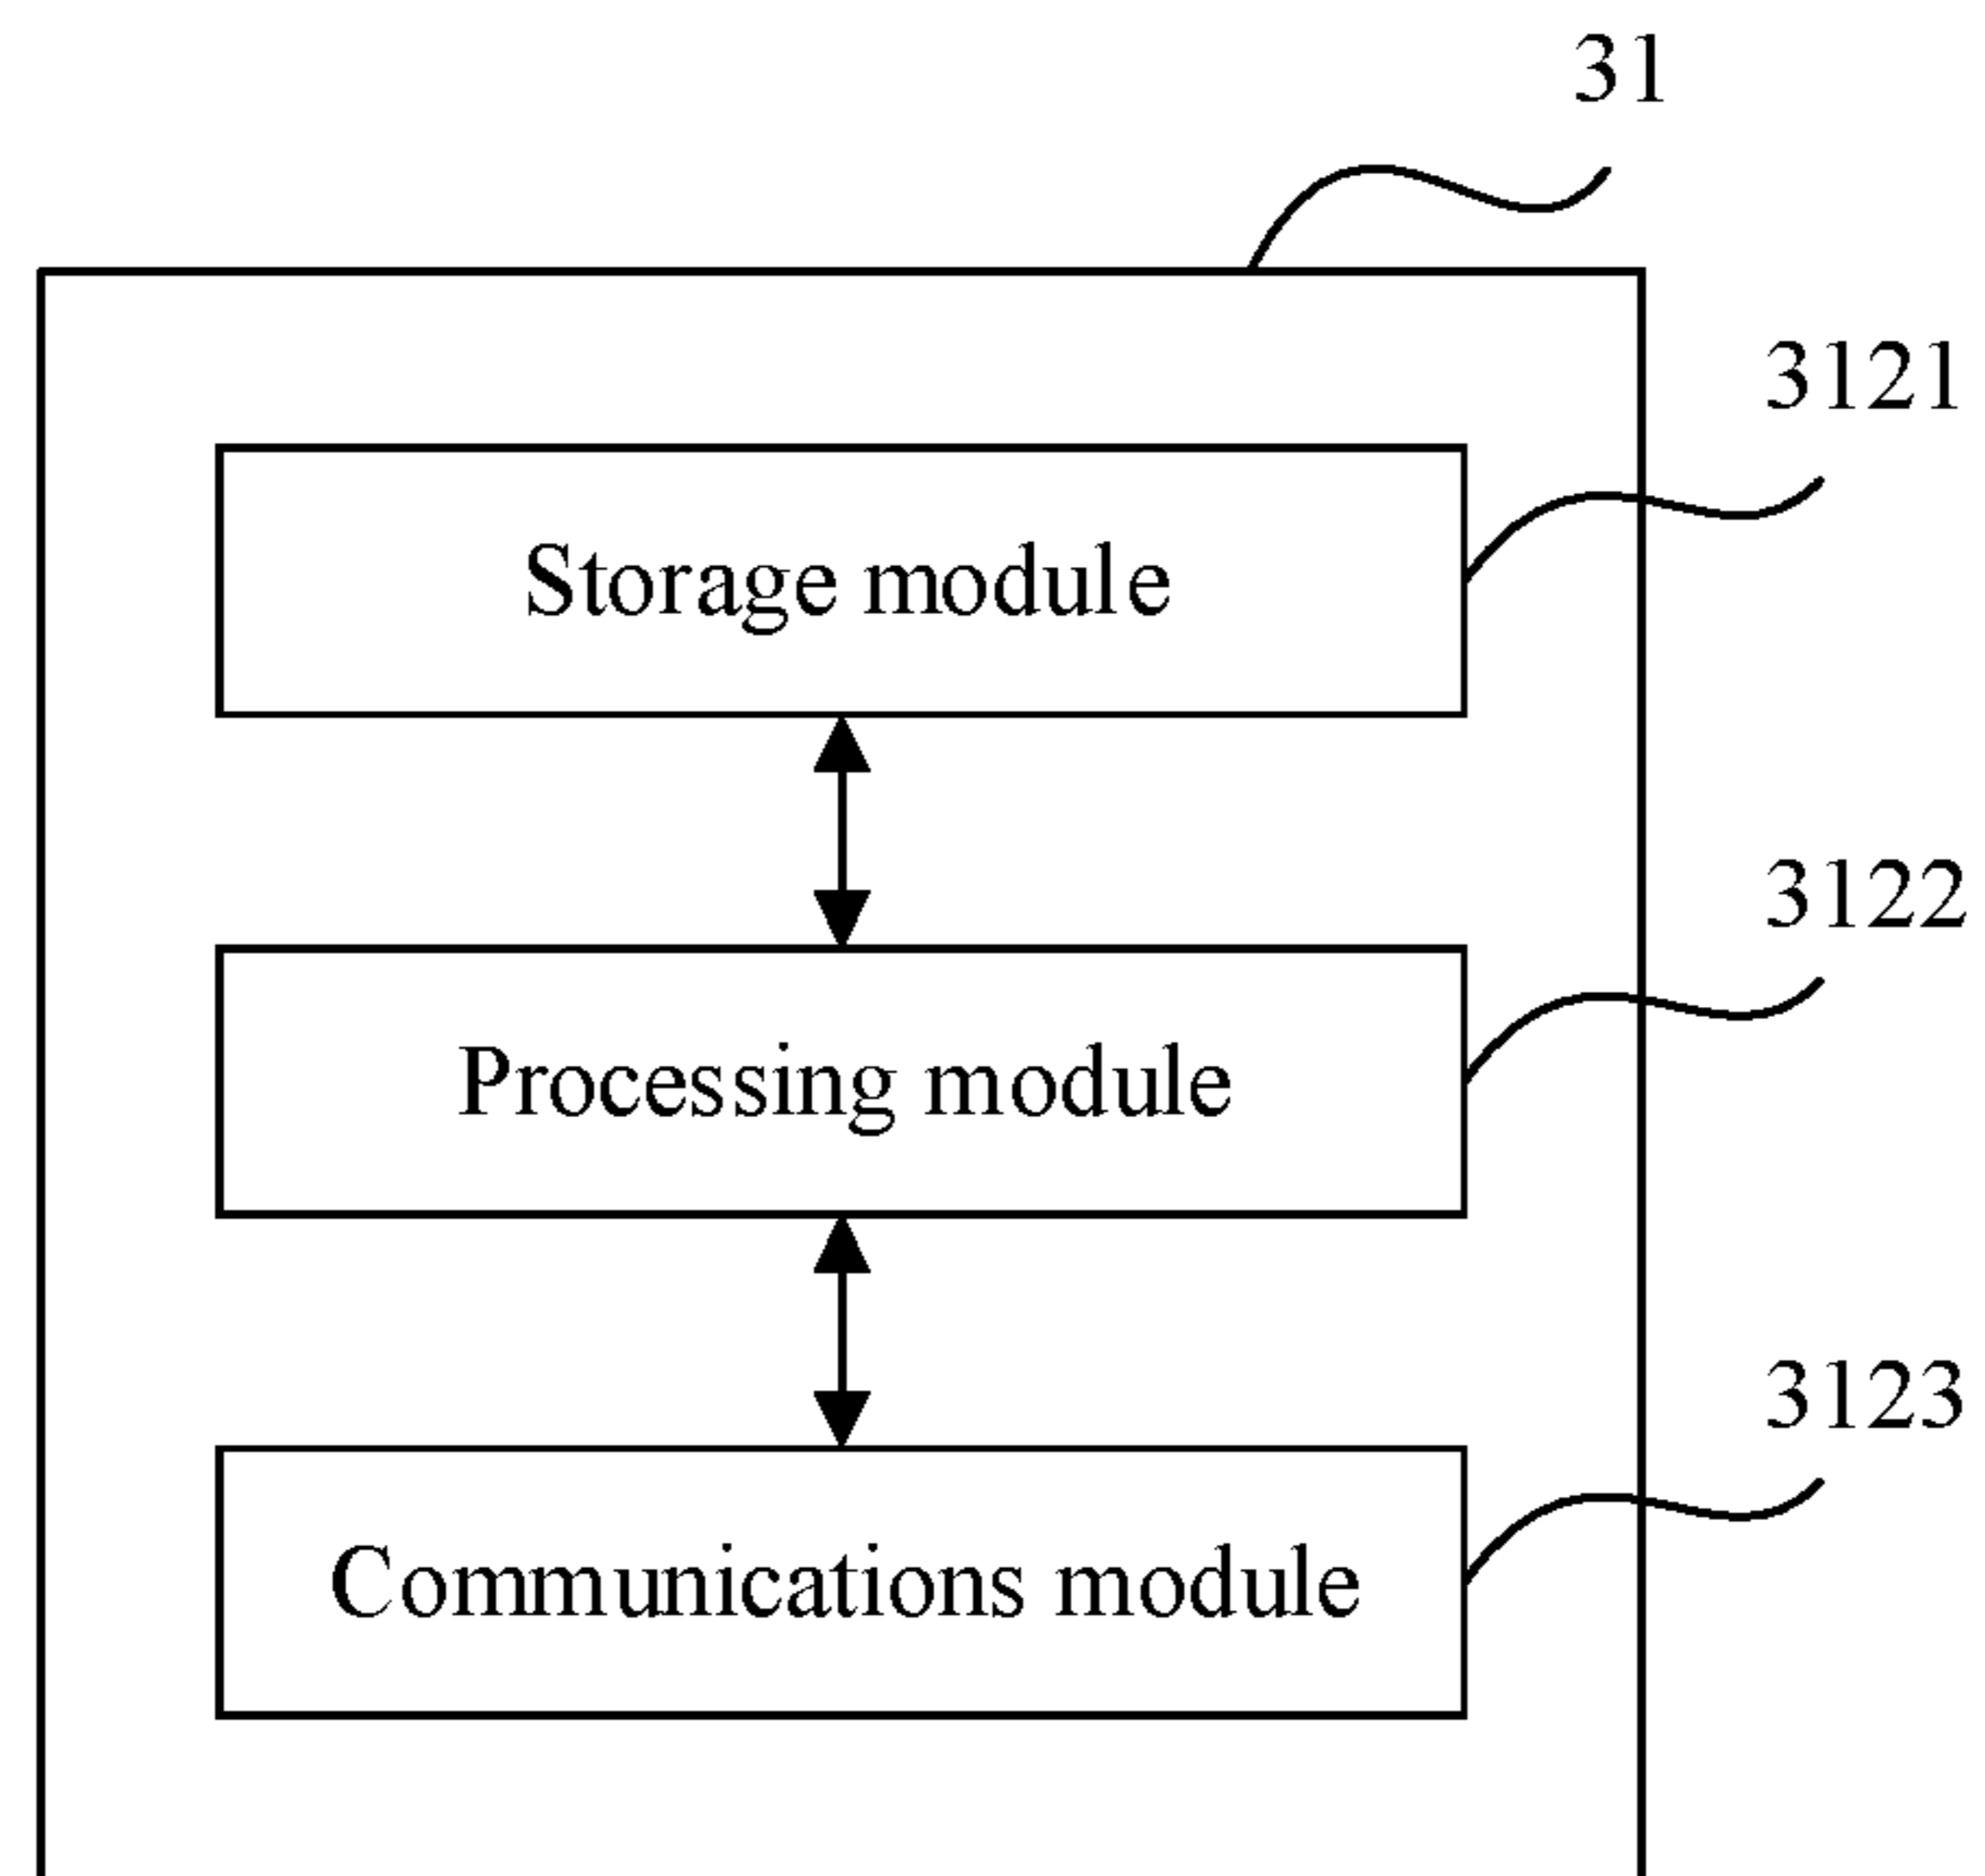 31
3121
Storage module
3122
Processing module
3123
Communications module